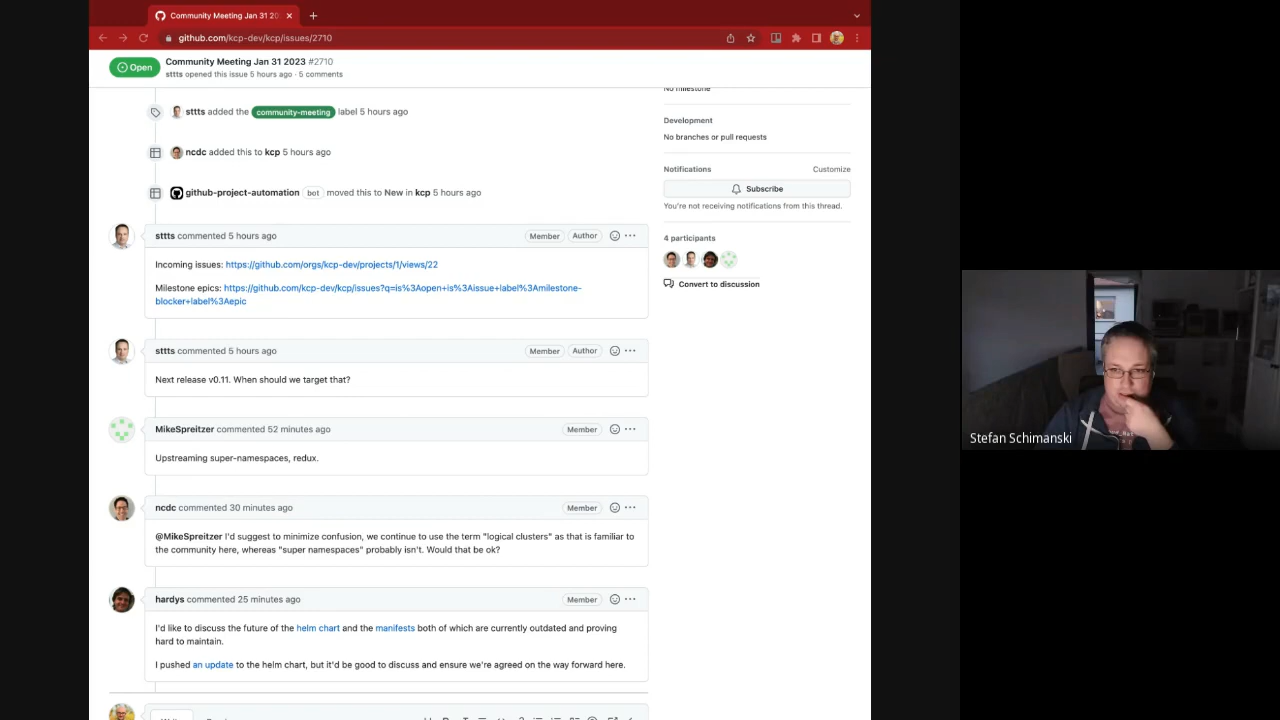 Community Meeting Jan 31 20
github.com/kcp-dev/kcp/issues/2710
Open
Community Meeting Jan 31 2023 #2710
sttts opened this issue 5 hours ago · 5 comments
No milestone
sttts added the community-meeting label 5 hours ago
Development
No branches or pull requests
ncdc added this to kcp 5 hours ago
Notifications
Customize
Subscribe
You're not receiving notifications from this thread.
github-project-automation bot moved this to New in kcp 5 hours ago
4 participants
Convert to discussion
sttts commented 5 hours ago
Member
Author
Incoming issues: https://github.com/orgs/kcp-dev/projects/1/views/22
Milestone epics: https://github.com/kcp-dev/kcp/issues?q=is%3Aopen+is%3Aissue+label%3Amilestone-
blocker+label%3Aepic
sttts commented 5 hours ago
Member
Author
Next release v0.11. When should we target that?
MikeSpreitzer commented 52 minutes ago
Member
Upstreaming super-namespaces, redux.
ncdc commented 30 minutes ago
Member
@MikeSpreitzer I'd suggest to minimize confusion, we continue to use the term "logical clusters" as that is familiar to
the community here, whereas "super namespaces" probably isn't. Would that be ok?
hardys commented 25 minutes ago
Member
I'd like to discuss the future of the helm chart and the manifests both of which are currently outdated and proving
hard to maintain.
I pushed an update to the helm chart, but it'd be good to discuss and ensure we're agreed on the way forward here.
Stefan Schimanski